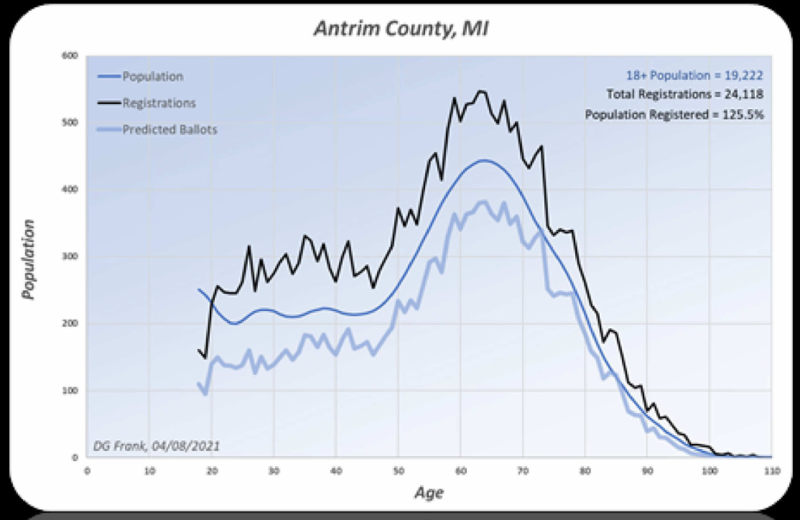 Antrim County, MI
600
500
400
300
200
100
0
Population
Population
Registrations
Predicted Ballots
18+ Population = 19,222
Total Registrations = 24,118
Population Registered = 125.5%
DG Frank, 04/08/2021
0 10 20 30 40 50 60 70 80 90 100 110
Age